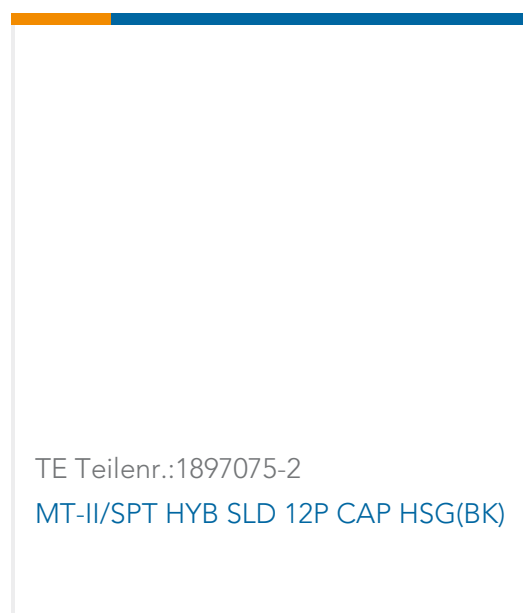 TE Teilenr.:1897075-2
MT-II/SPT HYB SLD 12P CAP HSG(BK)